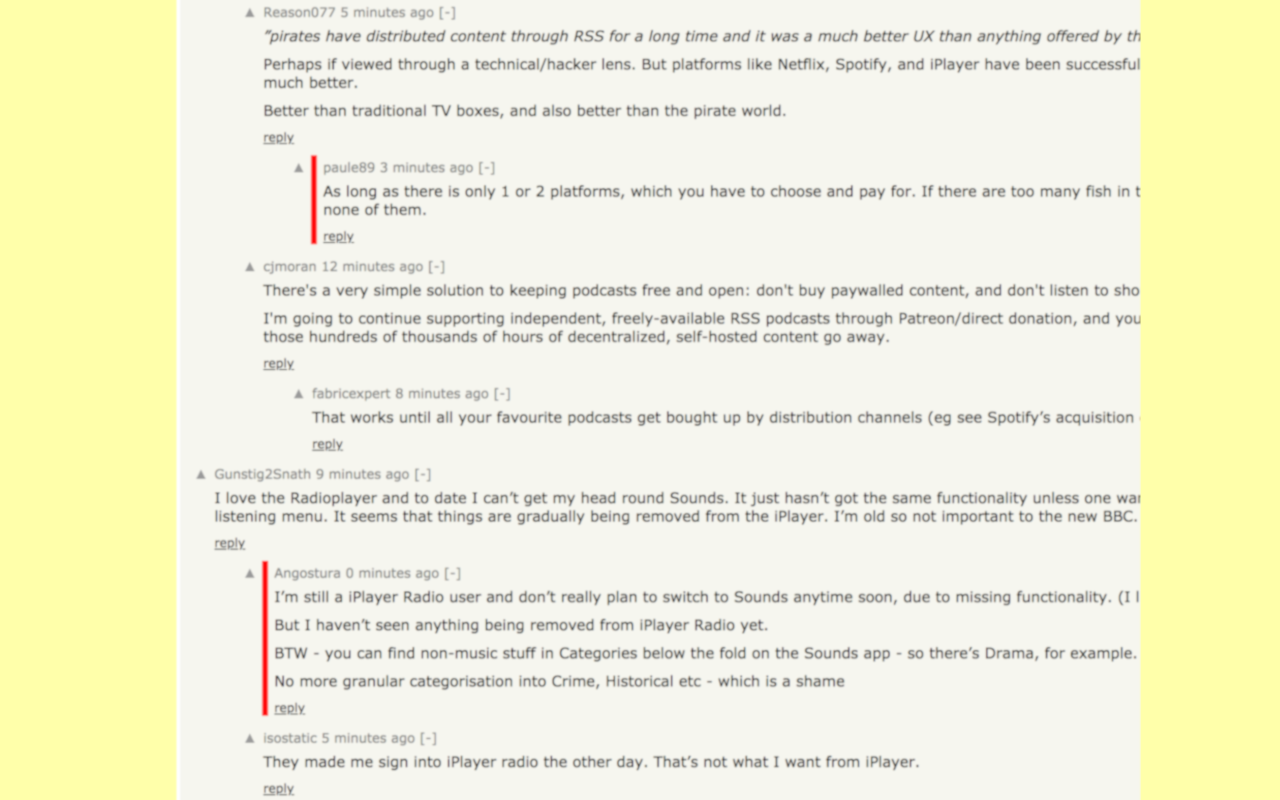 ▲ Reason077 5 minutes ago [-]
“pirates have distributed content through RSS for a long time and it was a much better UX than anything offered by th
Perhaps if viewed through a technical/hacker lens. But platforms like Netflix, Spotify, and iPlayer have been successful
much better.
Better than traditional TV boxes, and also better than the pirate world.
reply
▲ paule89 3 minutes ago [-]
As long as there is only 1 or 2 platforms, which you have to choose and pay for. If there are too many fish in t
none of them.
reply
▲ cjmoran 12 minutes ago [-]
There's a very simple solution to keeping podcasts free and open: don't buy paywalled content, and don't listen to sho
I'm going to continue supporting independent, freely-available RSS podcasts through Patreon/direct donation, and you
those hundreds of thousands of hours of decentralized, self-hosted content go away.
reply
▲ fabricexpert 8 minutes ago [-]
That works until all your favourite podcasts get bought up by distribution channels (eg see Spotify’s acquisition
reply
▲ Gunstig2Snath 9 minutes ago [-]
I love the Radioplayer and to date I can’t get my head round Sounds. It just hasn’t got the same functionality unless one war
listening menu. It seems that things are gradually being removed from the iPlayer. I’m old so not important to the new BBC.
reply
▲ Angostura 0 minutes ago [-]
I’m still a iPlayer Radio user and don’t really plan to switch to Sounds anytime soon, due to missing functionality. (I l
But I haven’t seen anything being removed from iPlayer Radio yet.
BTW - you can find non-music stuff in Categories below the fold on the Sounds app - so there’s Drama, for example.
No more granular categorisation into Crime, Historical etc - which is a shame
reply
▲ isostatic 5 minutes ago [-]
They made me sign into iPlayer radio the other day. That’s not what I want from iPlayer.
reply